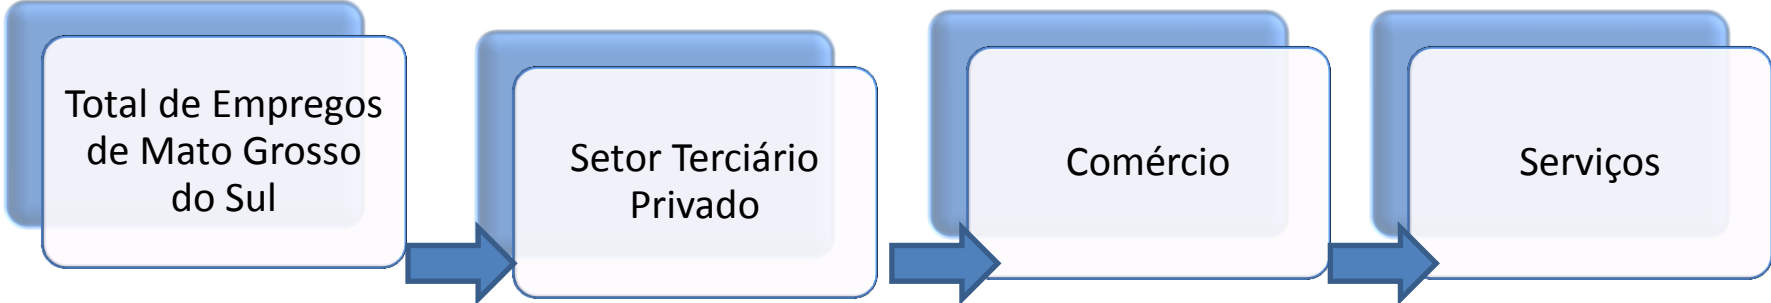 Total de Empregos
de Mato Grosso
do Sul
Setor Terciário
Privado
Comércio
Serviços